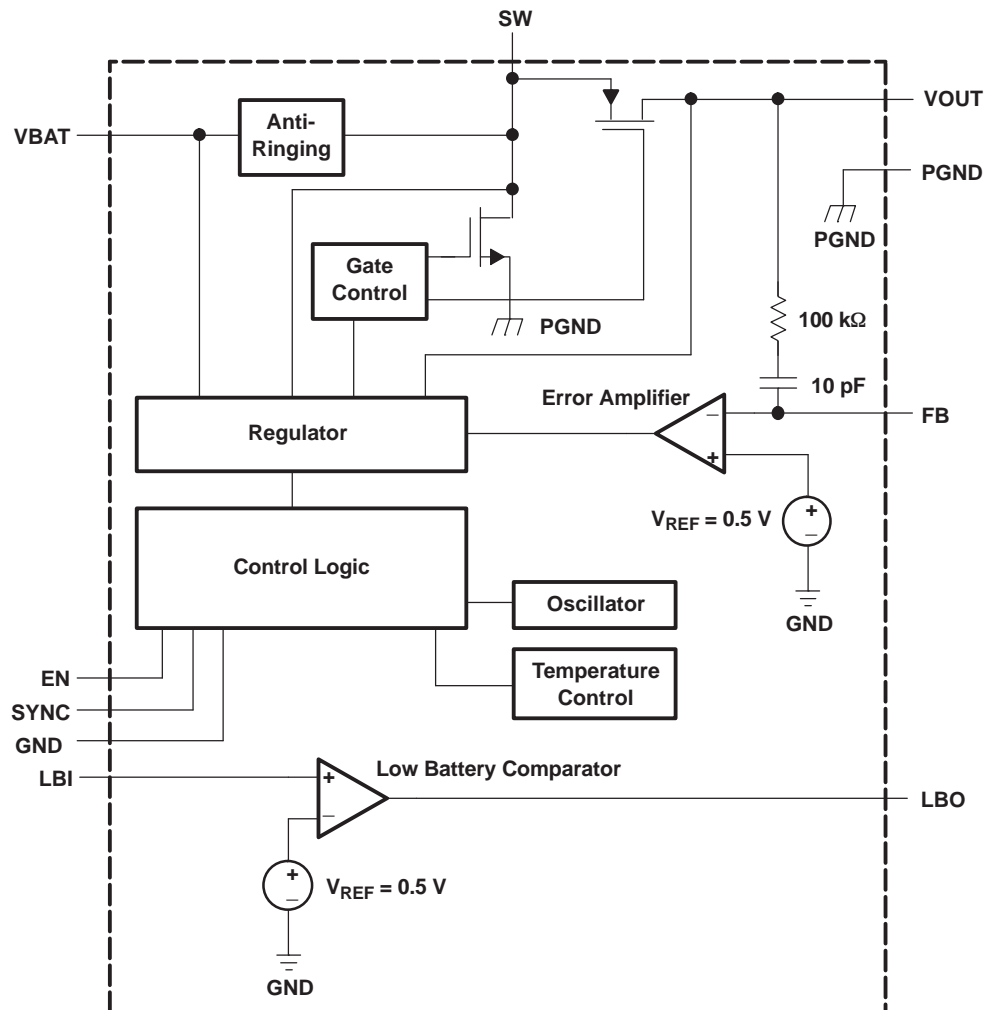 SW
VBAT
Anti-
Ringing
VOUT
PGND
PGND
Gate
Control
PGND
100 kΩ
10 pF
Error Amplifier
Regulator
−
+
FB
VREF = 0.5 V
+
−
GND
Control Logic
Oscillator
Temperature
Control
EN
SYNC
GND
LBI
+
−
Low Battery Comparator
LBO
+
−
VREF = 0.5 V
GND